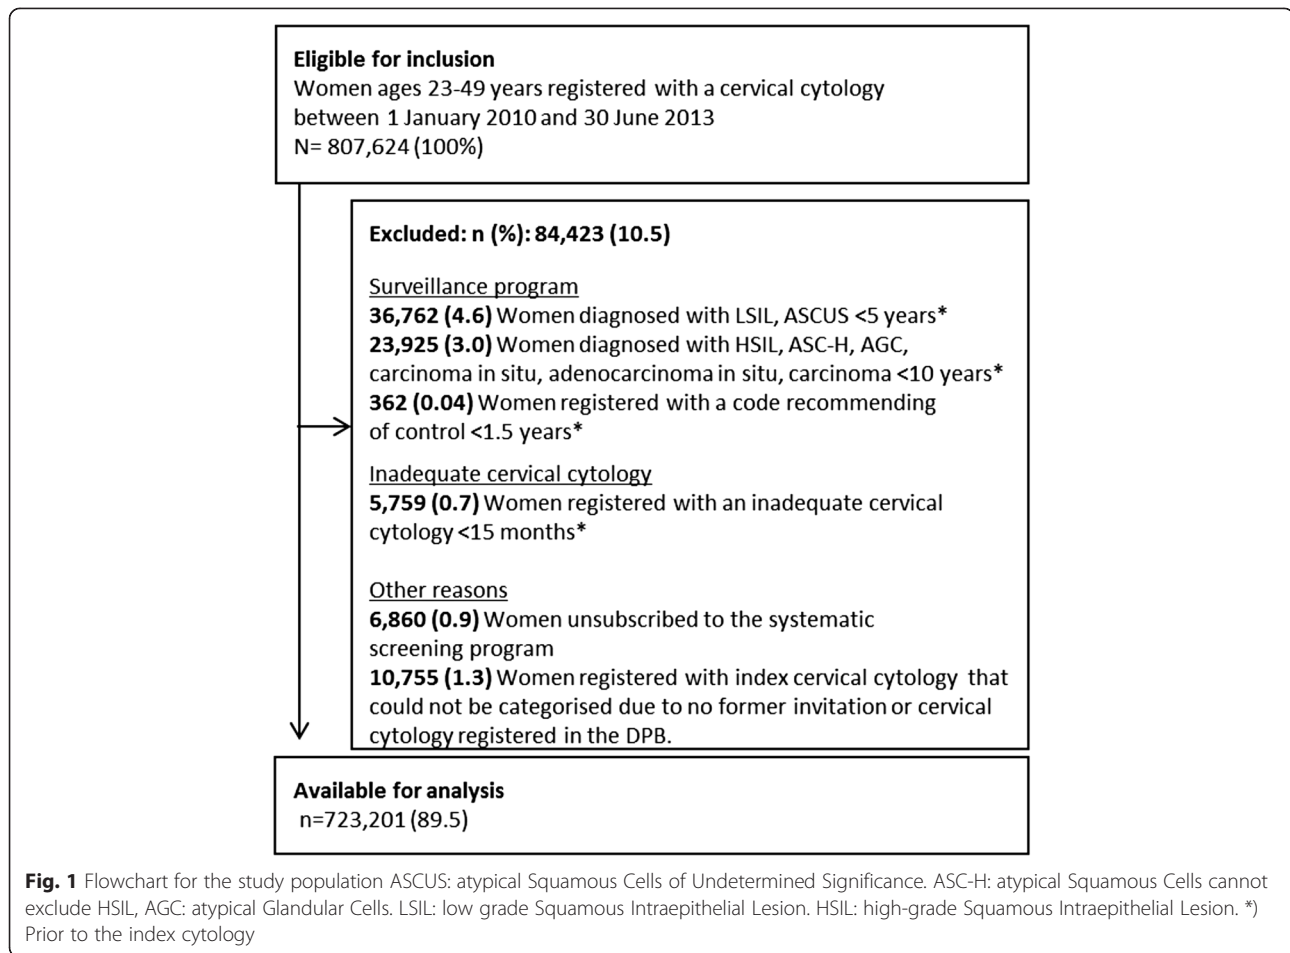 Eligible for inclusion
Women ages 23-49 years registered with a cervical cytology
between 1 January 2010 and 30 June 2013
N= 807,624 (100%)
Excluded: n (%): 84,423 (10.5)
Surveillance program
36,762 (4.6) Women diagnosed with LSIL, ASCUS <5 years*
23,925 (3.0) Women diagnosed with HSIL, ASC-H, AGC,
carcinoma in situ, adenocarcinoma in situ, carcinoma <10 years*
362 (0.04) Women registered with a code recommending
of control <1.5 years*
Inadequate cervical cytology
5,759 (0.7) Women registered with an inadequate cervical
cytology <15 months*
Other reasons
6,860 (0.9) Women unsubscribed to the systematic
screening program
10,755 (1.3) Women registered with index cervical cytology that
could not be categorised due to no former invitation or cervical
cytology registered in the DPB.
Available for analysis
n=723,201 (89.5)
Fig. 1 Flowchart for the study population ASCUS: atypical Squamous Cells of Undetermined Significance. ASC-H: atypical Squamous Cells cannot
exclude HSIL, AGC: atypical Glandular Cells. LSIL: low grade Squamous Intraepithelial Lesion. HSIL: high-grade Squamous Intraepithelial Lesion. *)
Prior to the index cytology